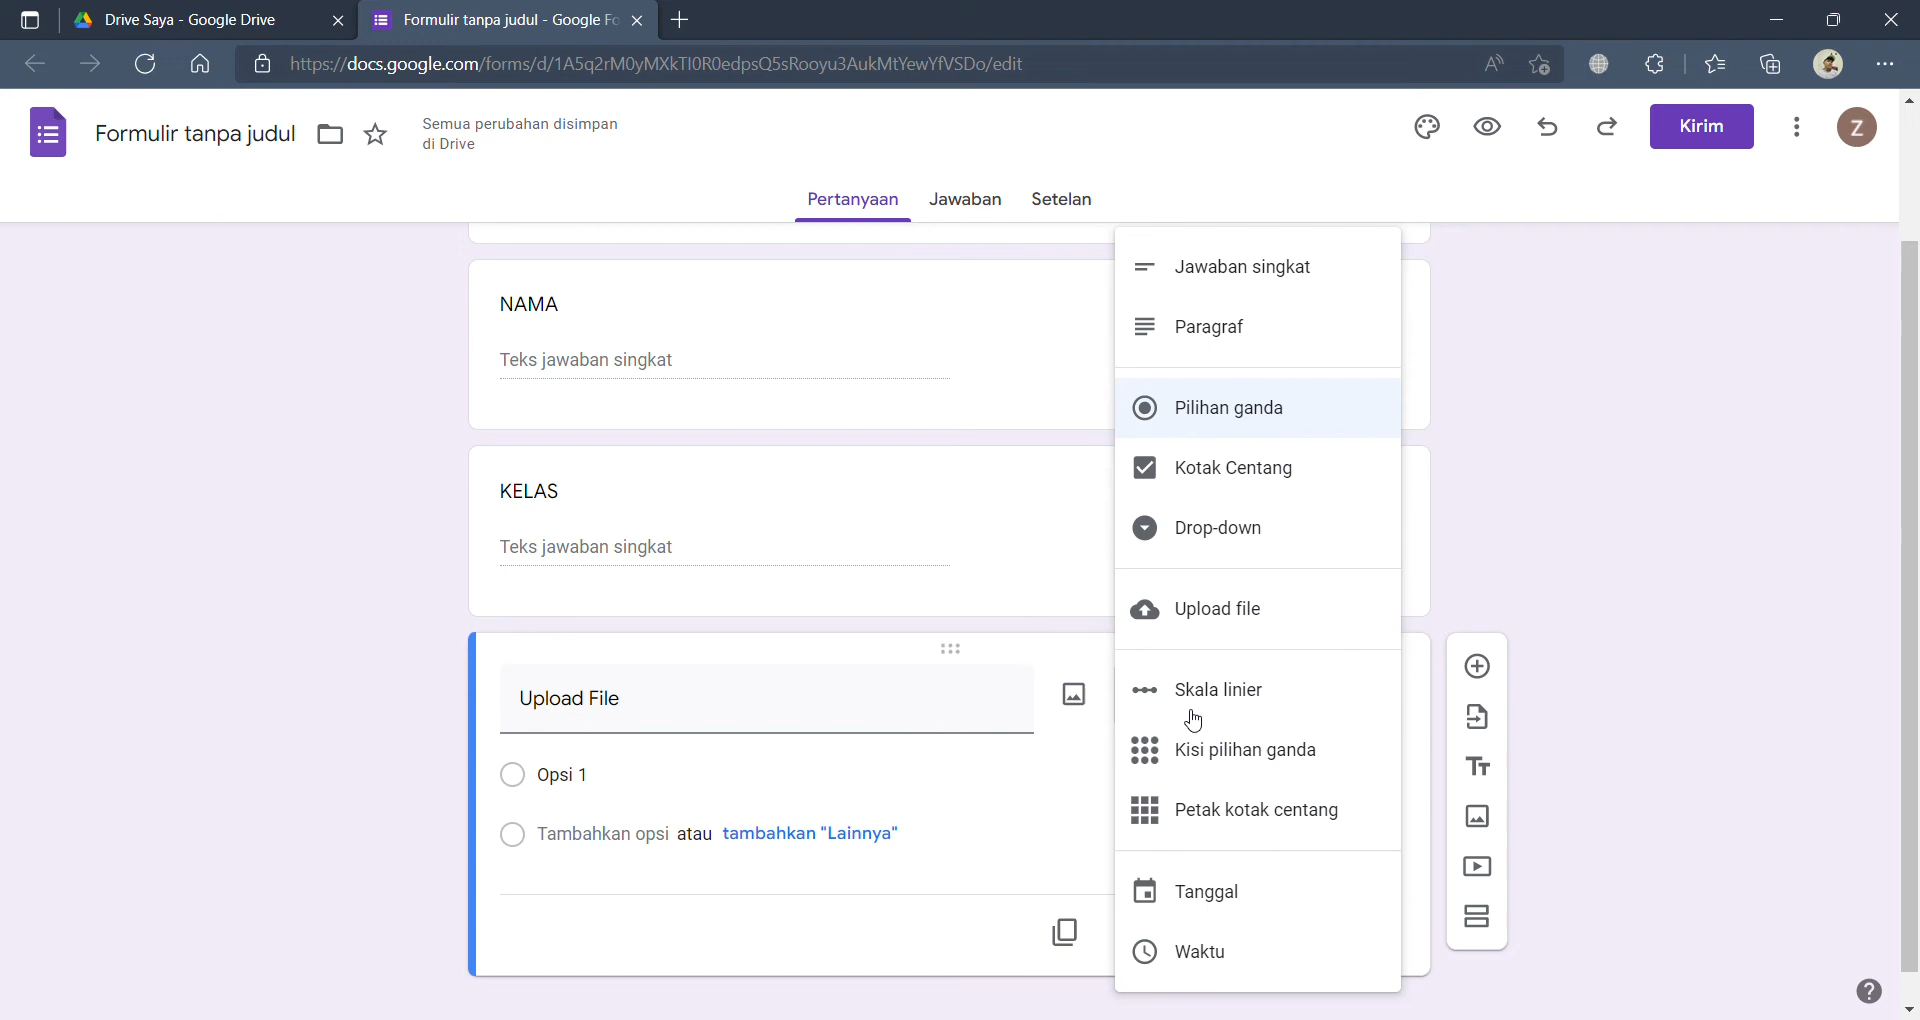 Drive Saya - Google Drive
Formulir tanpa judul - Google Fo
https://docs.google.com/forms/d/1A5q2rM0yMXkTI0R0edpsQ5sRooyu3AukMtYewYfVSDo/edit
Formulir tanpa judul
Semua perubahan disimpan
di Drive
Kirim
Z
Pertanyaan
Jawaban
Setelan
NAMA
Teks jawaban singkat
KELAS
Teks jawaban singkat
Upload File
Opsi 1
Tambahkan opsi atau tambahkan "Lainnya"
Jawaban singkat
Paragraf
Pilihan ganda
Kotak Centang
Drop-down
Upload file
Skala linier
Kisi pilihan ganda
Petak kotak centang
Tanggal
Waktu